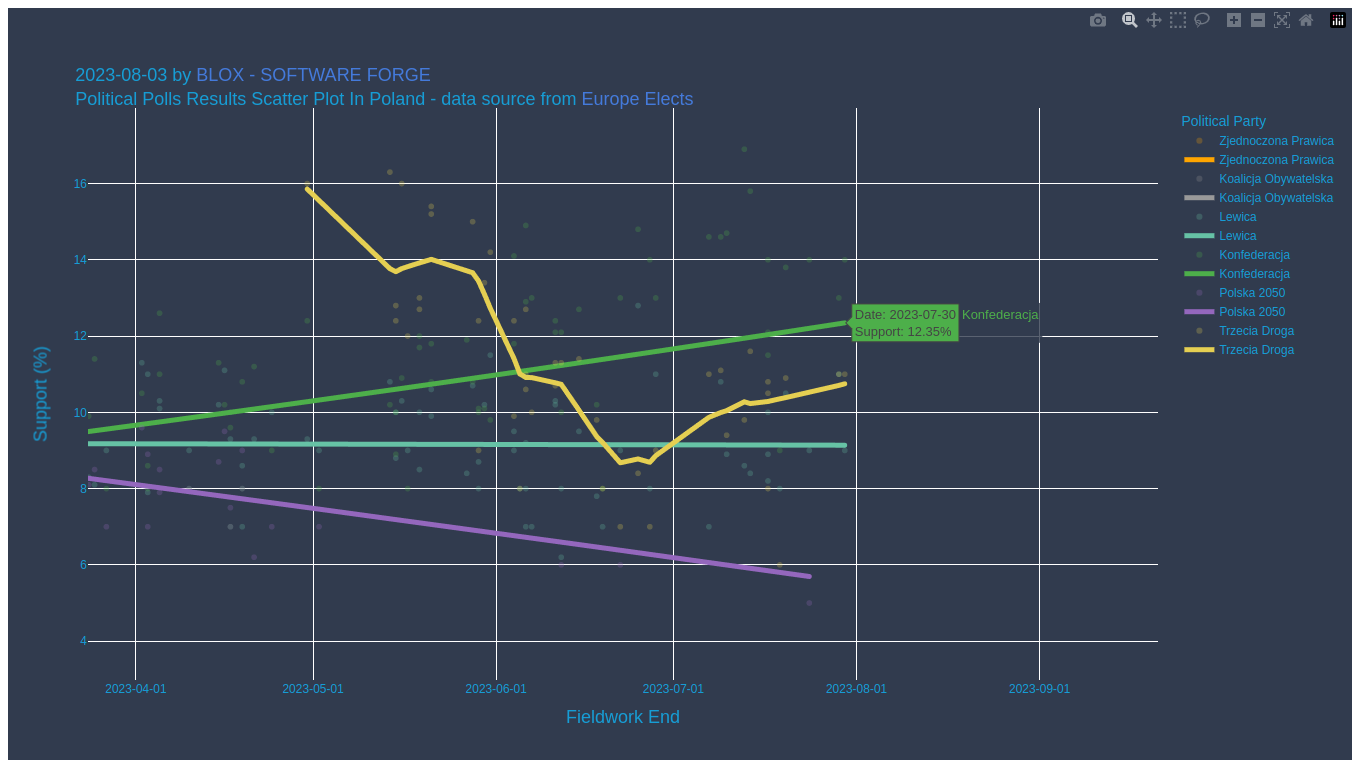 2023-08-03 by BLOX - SOFTWARE FORGE
Political Polls Results Scatter Plot In Poland - data source from Europe Elects
Political Party
Zjednoczona Prawica
Zjednoczona Prawica
Koalicja Obywatelska
Koalicja Obywatelska
Lewica
Lewica
Konfederacja
Konfederacja
Polska 2050
Polska 2050
Trzecia Droga
Trzecia Droga
16
14
12
10
8
6
4
Support (%)
Date: 2023-07-30 Konfederacja
Support: 12.35%
2023-04-01 2023-05-01 2023-06-01 2023-07-01 2023-08-01 2023-09-01
Fieldwork End